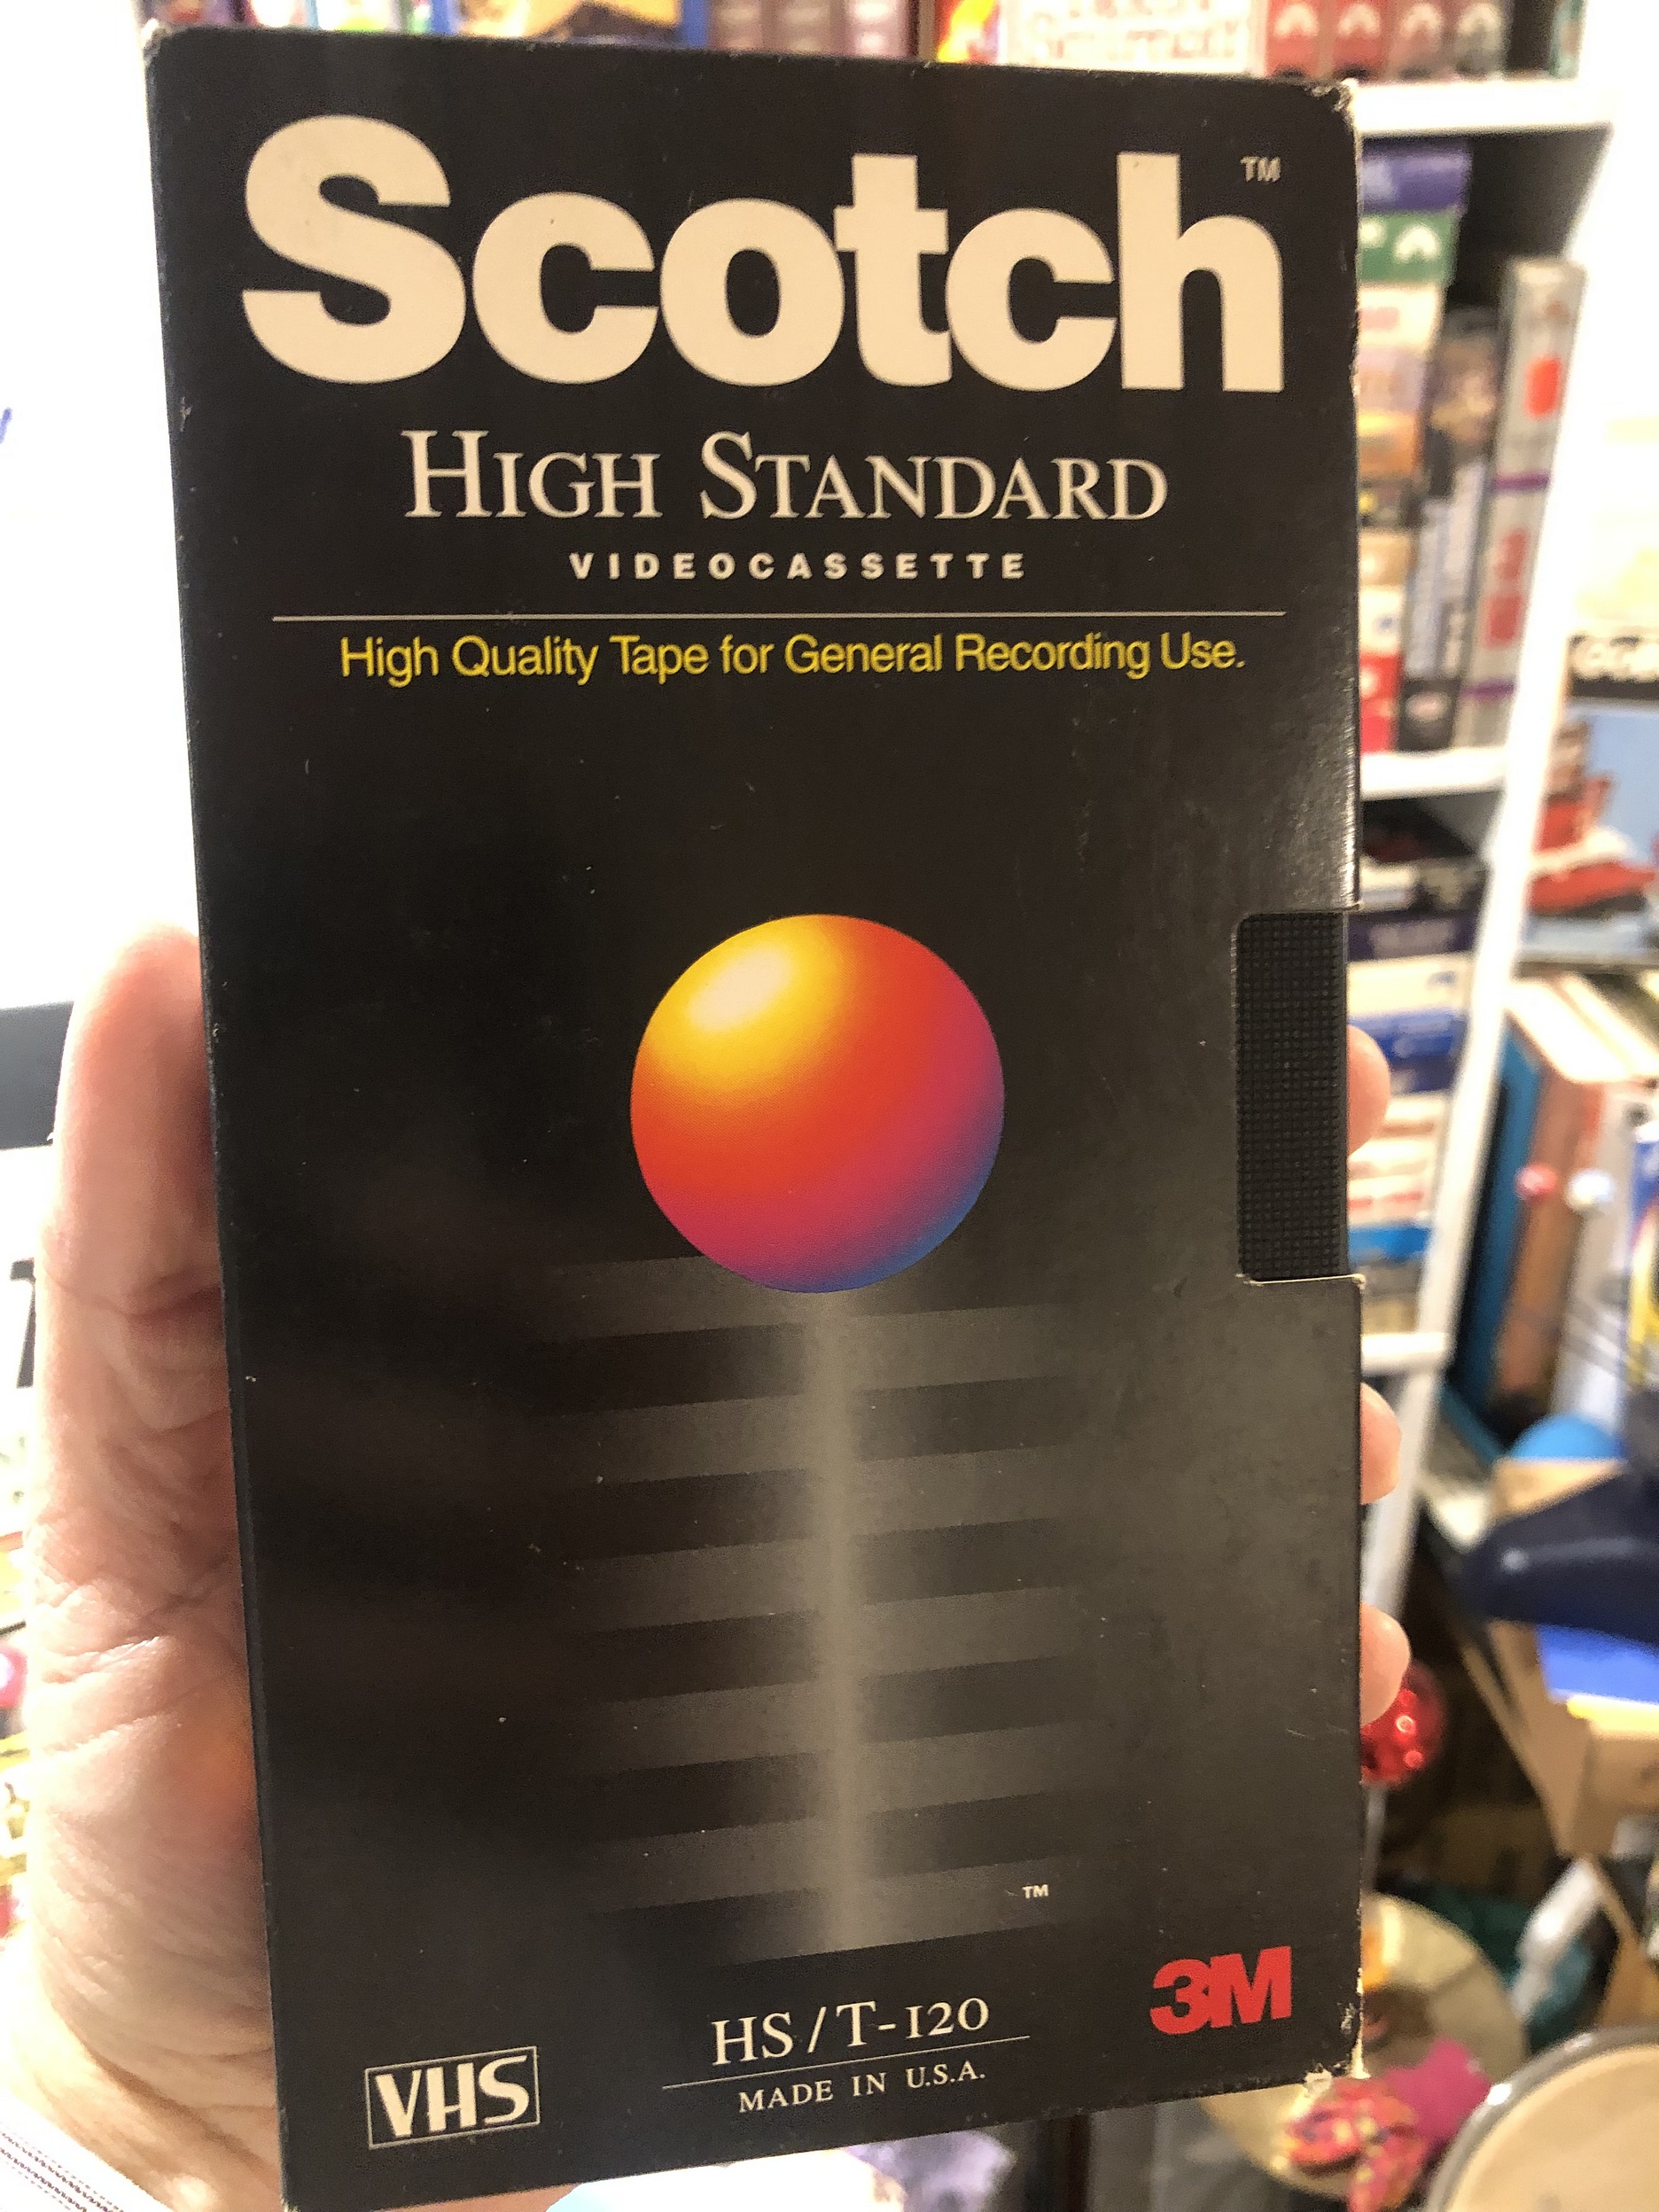 Scotch™
HIGH STANDARD
VIDEOCASSETTE
High Quality Tape for General Recording Use.
™
HS/T-120
3M
MADE IN U.S.A.
VHS